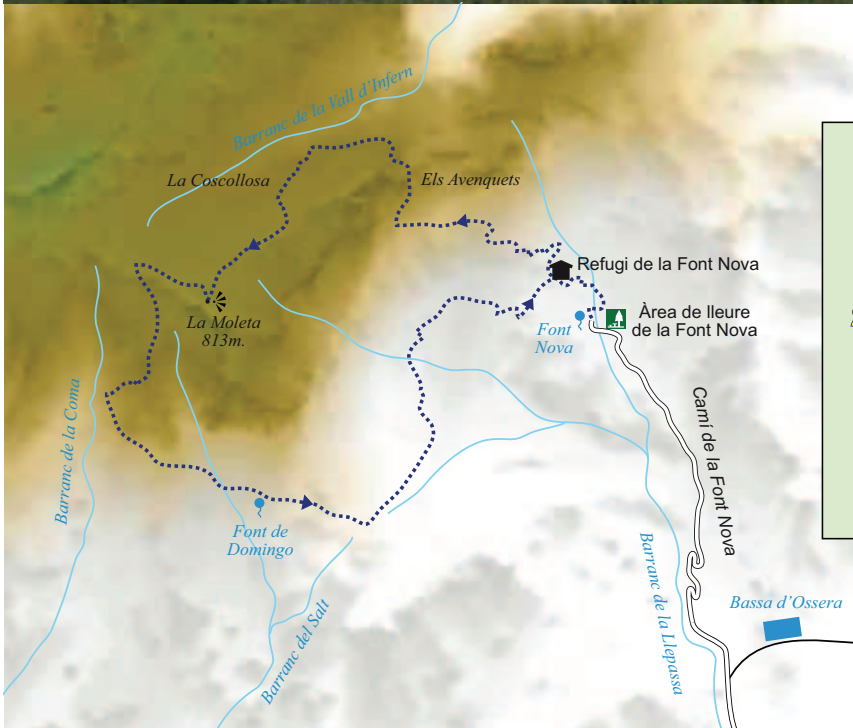 Barranc de la Vall d'Infern
La Coscollosa
Els Avenquets
Refugi de la Font Nova
Àrea de lleure
de la Font Nova
La Moleta
813m.
Font
Nova
Barranc de la Coma
Camí de la Font Nova
Font de
Domingo
Barranc del Salt
Barranc de la Llepassa
Bassa d'Ossera